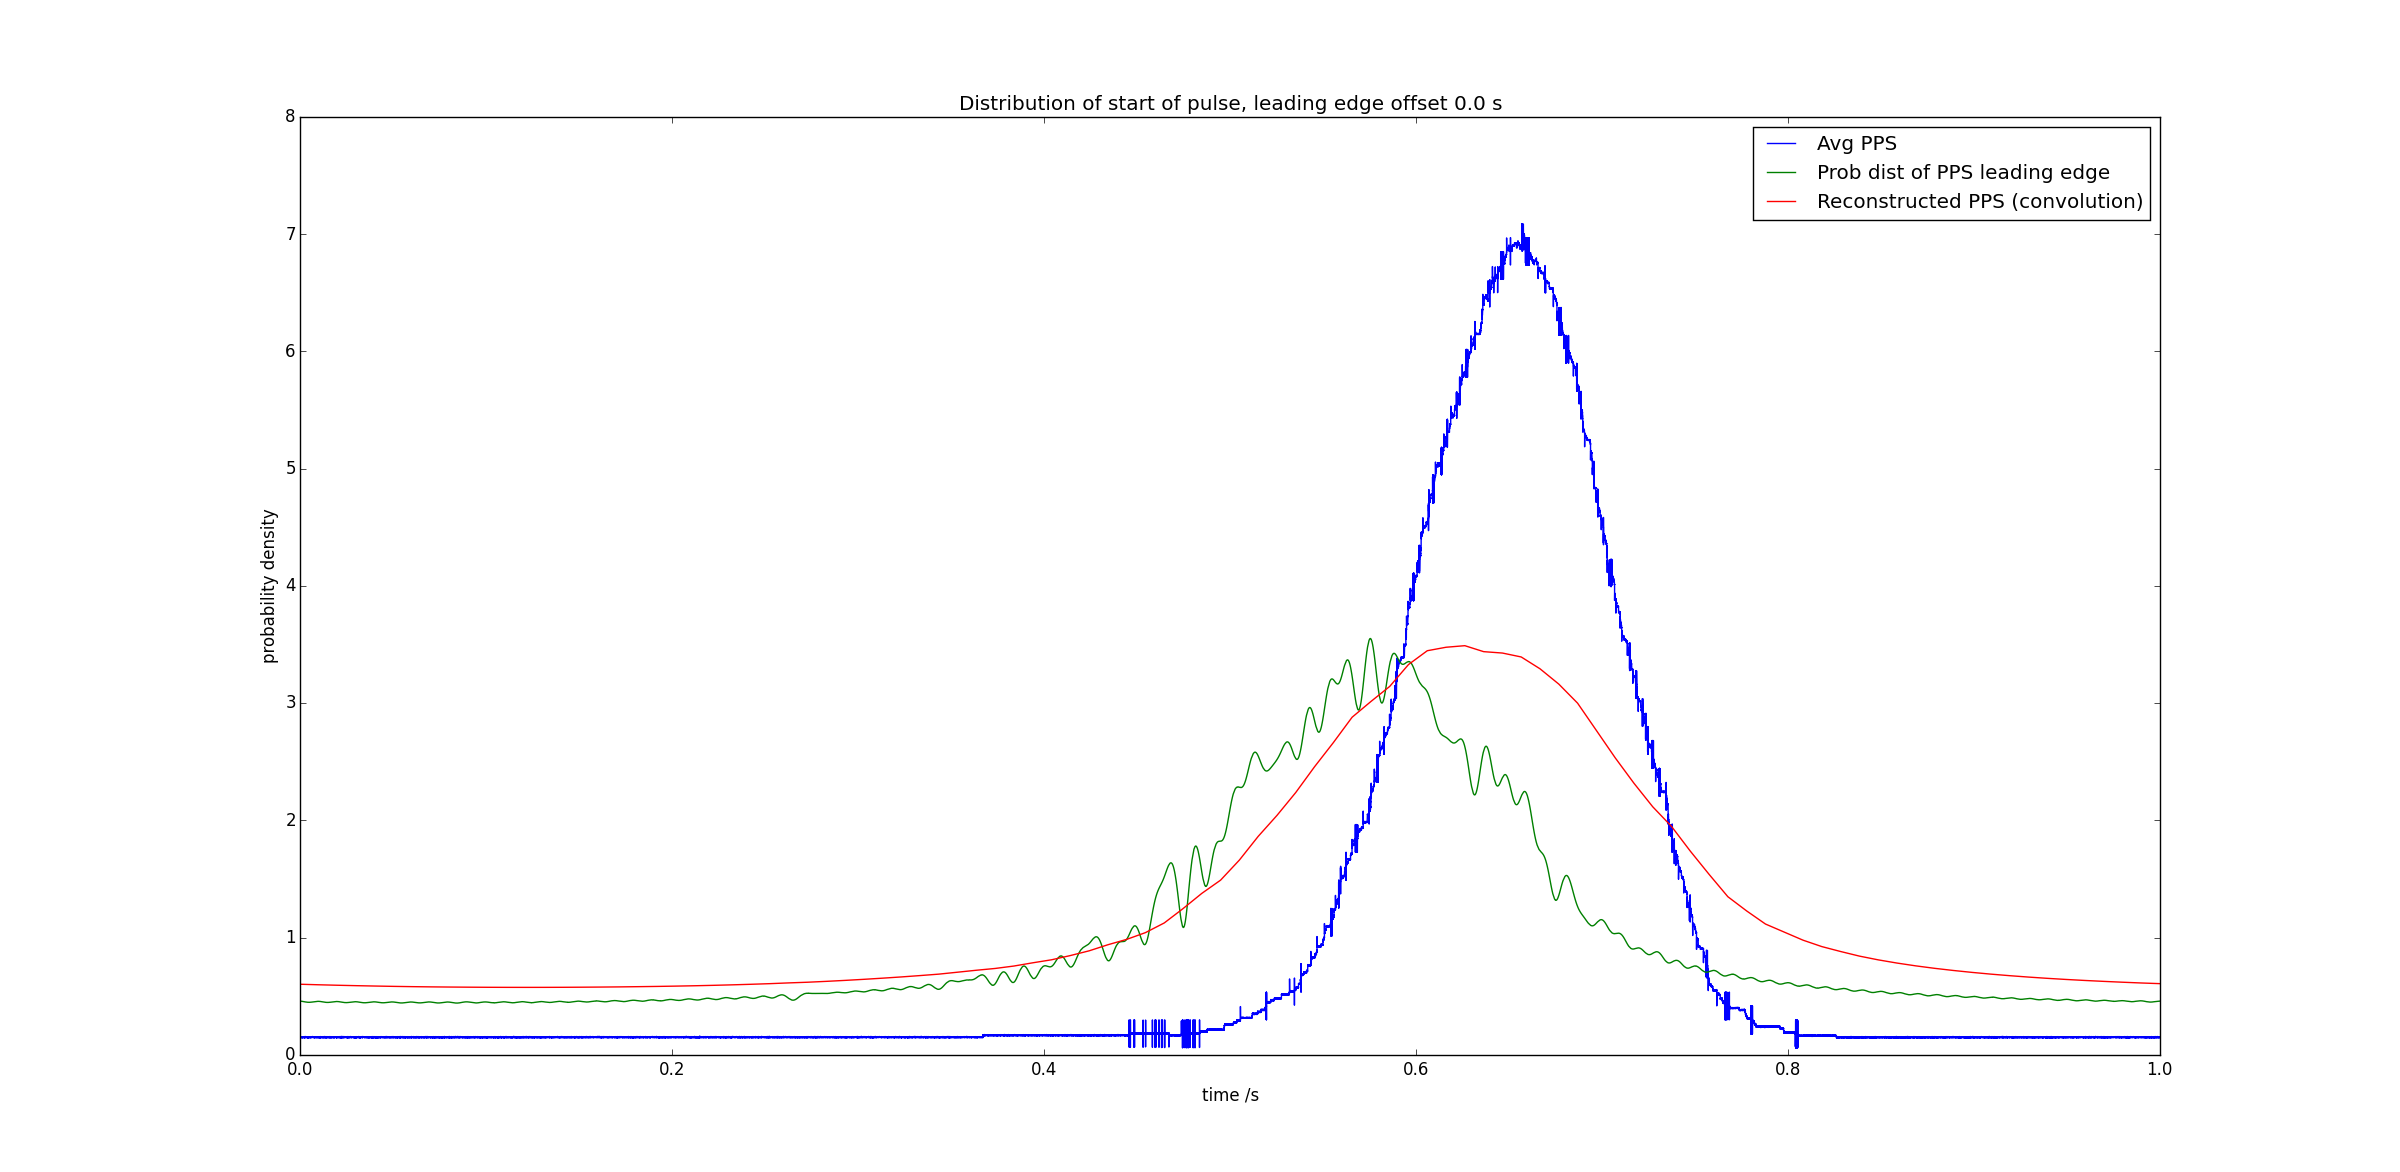 Distribution of start of pulse, leading edge offset 0.0 s
8
7
6
5
4
3
2
1
0
probability density
Avg PPS
Prob dist of PPS leading edge
Reconstructed PPS (convolution)
0.0 0.2 0.4 0.6 0.8 1.0
time /s